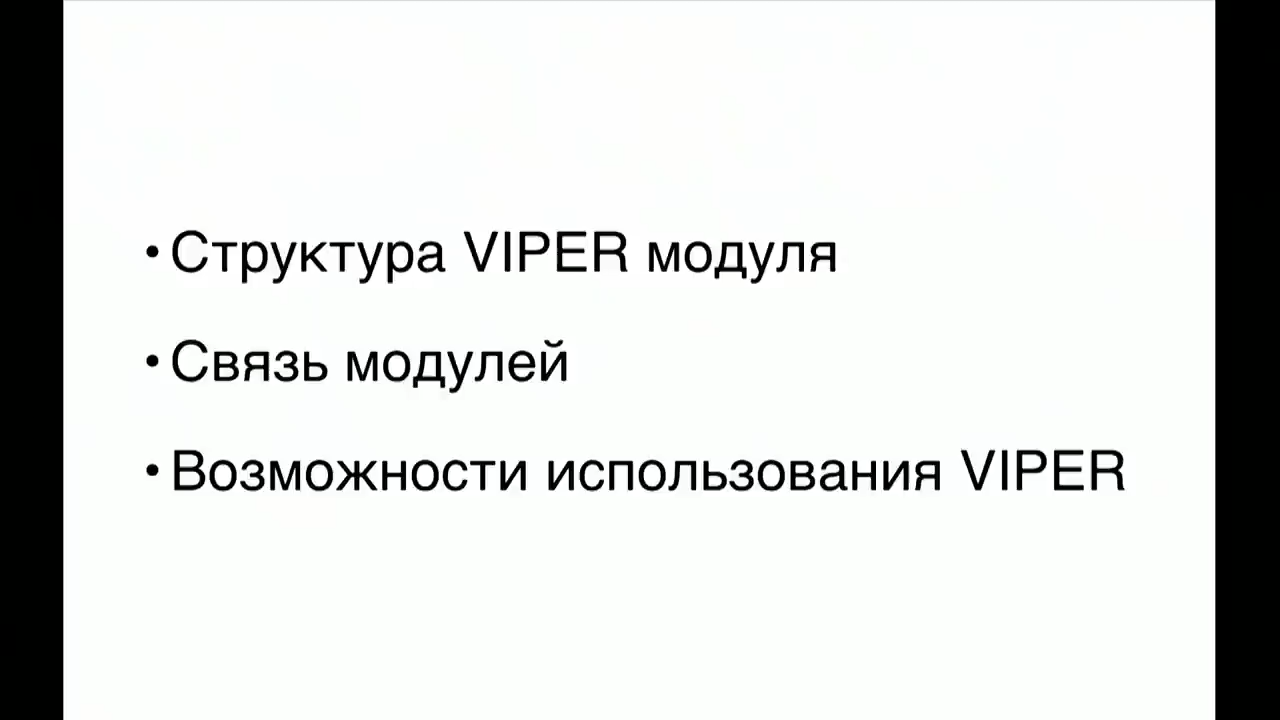 • Структура VIPER модуля
• Связь модулей
• Возможности использования VIPER